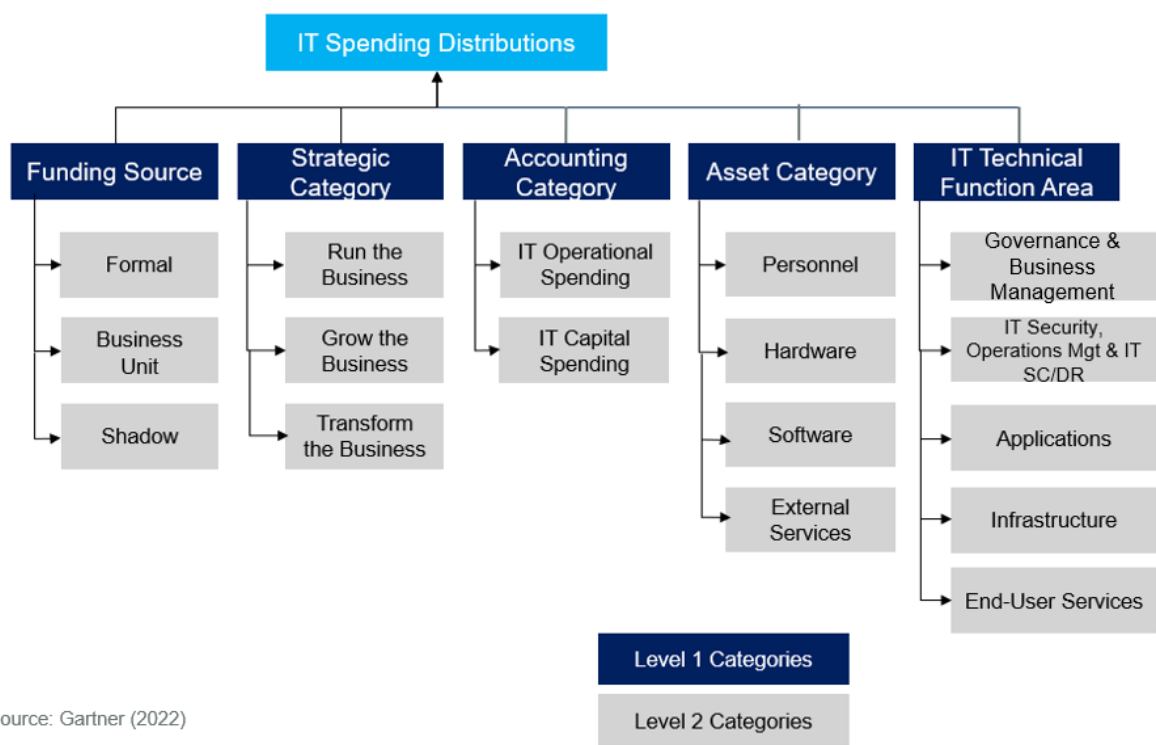 IT Spending Distributions
Funding Source
Strategic
Category
Accounting
Category
Asset Category
IT Technical
Function Area
Formal
Business
Unit
Shadow
Run the
Business
Grow the
Business
Transform
the Business
IT Operational
Spending
IT Capital
Spending
Personnel
Hardware
Software
External
Services
Governance &
Business
Management
IT Security,
Operations Mgt & IT
SC/DR
Applications
Infrastructure
End-User Services
Level 1 Categories
Level 2 Categories
ource: Gartner (2022)